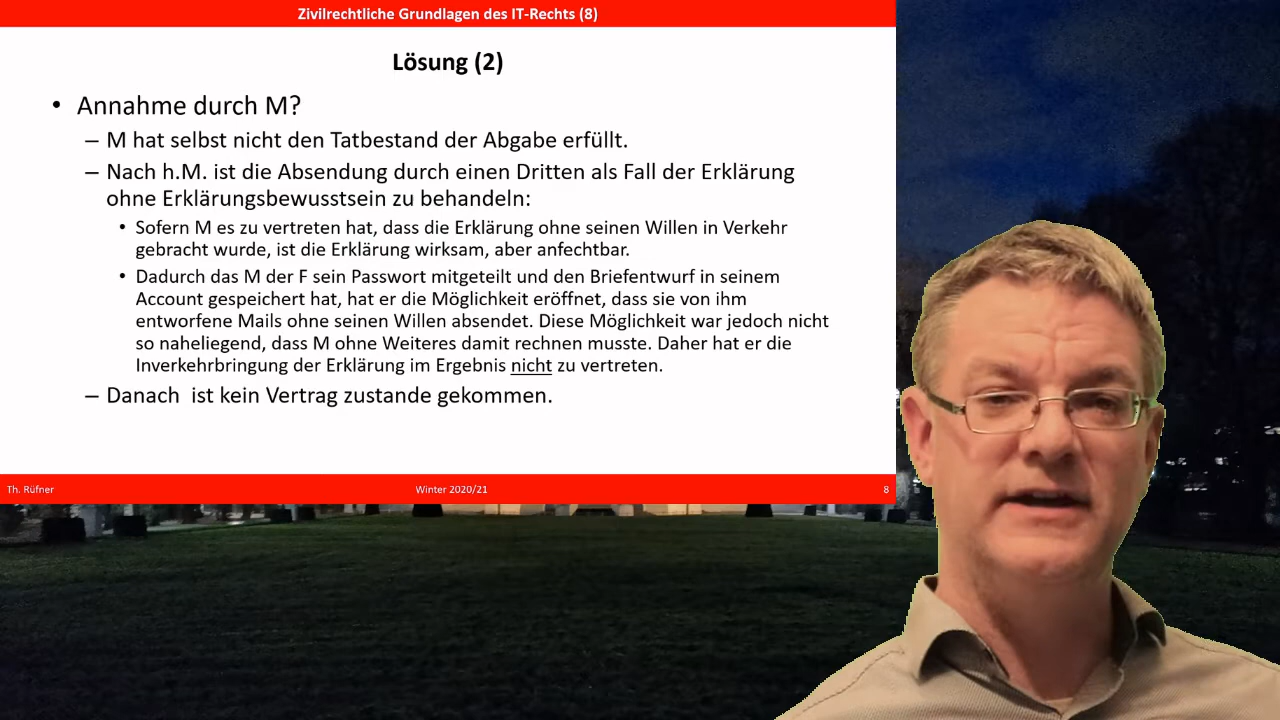 Zivilrechtliche Grundlagen des IT-Rechts (8)
Lösung (2)
• Annahme durch M?
– M hat selbst nicht den Tatbestand der Abgabe erfüllt.
– Nach h.M. ist die Absendung durch einen Dritten als Fall der Erklärung
ohne Erklärungsbewusstsein zu behandeln:
• Sofern M es zu vertreten hat, dass die Erklärung ohne seinen Willen in Verkehr
gebracht wurde, ist die Erklärung wirksam, aber anfechtbar.
• Dadurch das M der F sein Passwort mitgeteilt und den Briefentwurf in seinem
Account gespeichert hat, hat er die Möglichkeit eröffnet, dass sie von ihm
entworfene Mails ohne seinen Willen absendet. Diese Möglichkeit war jedoch nicht
so naheliegend, dass M ohne Weiteres damit rechnen musste. Daher hat er die
Inverkehrbringung der Erklärung im Ergebnis nicht zu vertreten.
– Danach ist kein Vertrag zustande gekommen.
Th. Rüfner
Winter 2020/21
8